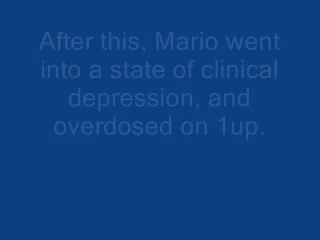 After this, Mario went
into a state of clinical
depression, and
overdosed on 1up.